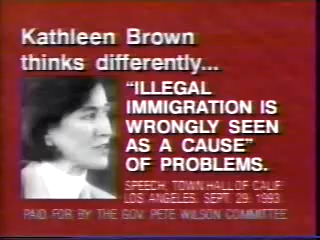 Kathleen Brown
thinks differently...
"ILLEGAL
IMMIGRATION IS
WRONGLY SEEN
AS A CAUSE"
OF PROBLEMS.
SPEECH, TOWN HALL OF CALIF.
LOS ANGELES, SEPT. 29, 1993
PAID FOR BY THE GOV. PETE WILSON COMMITTEE